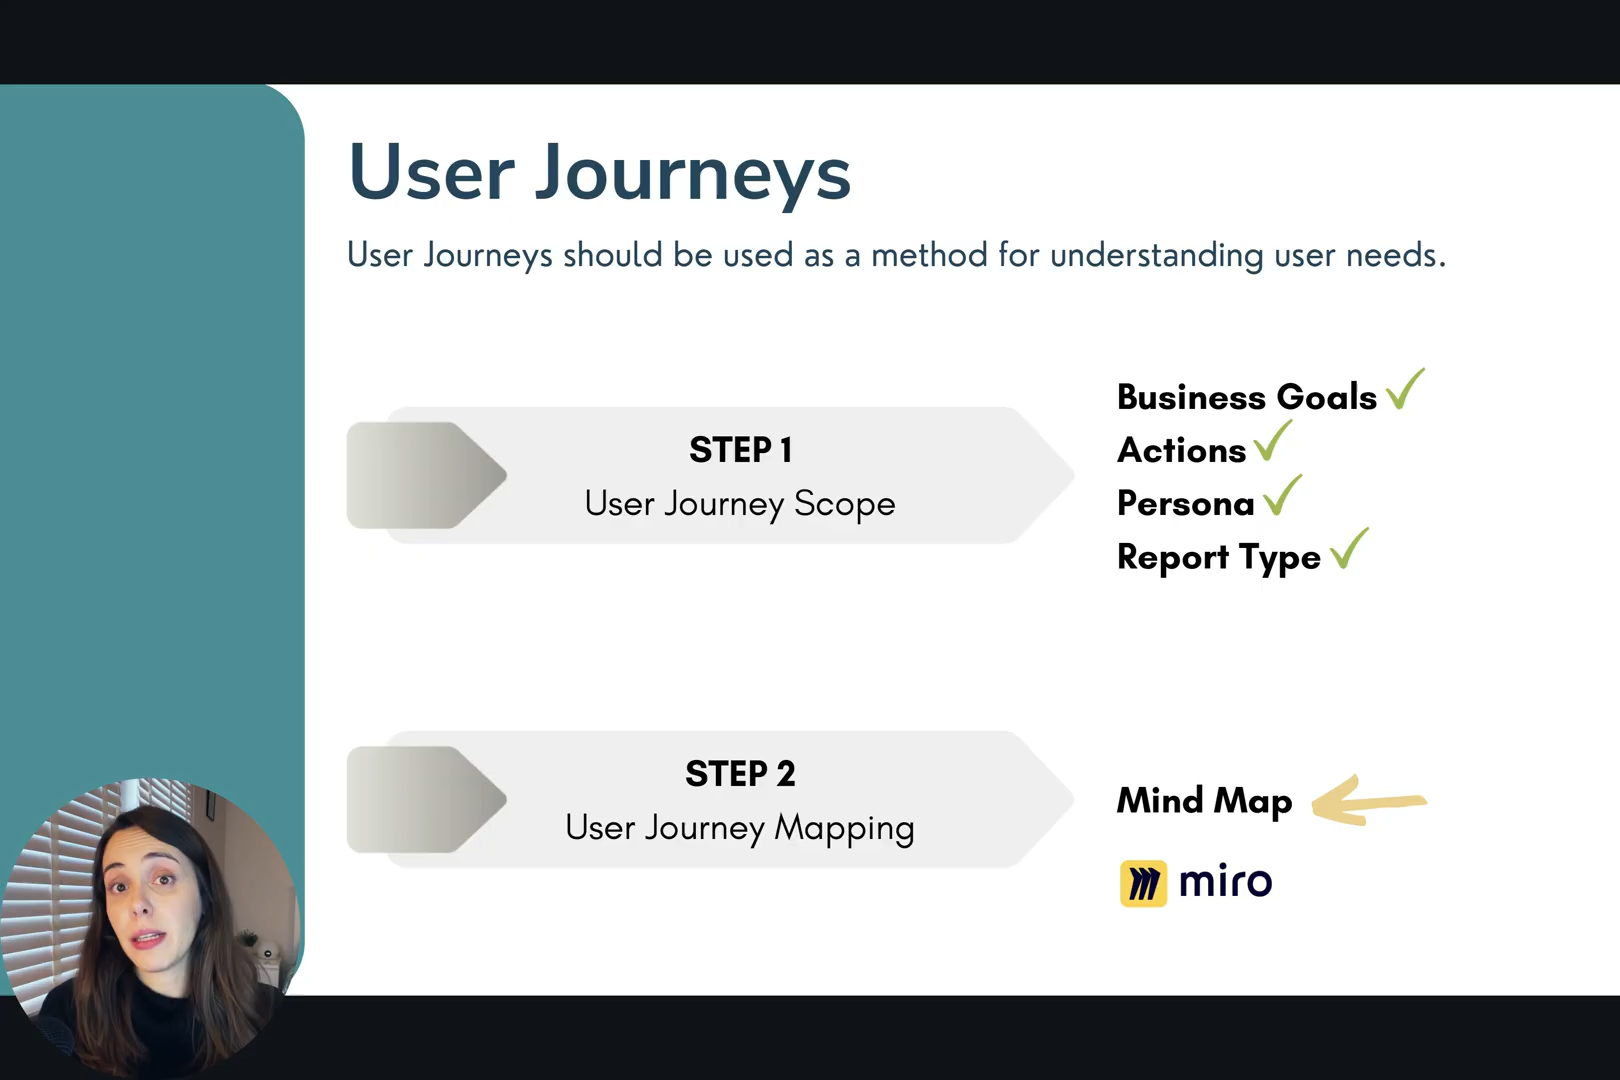 User Journeys
User Journeys should be used as a method for understanding user needs.
STEP 1
User Journey Scope
Business Goals
Actions
Persona
Report Type
STEP 2
User Journey Mapping
Mind Map
miro